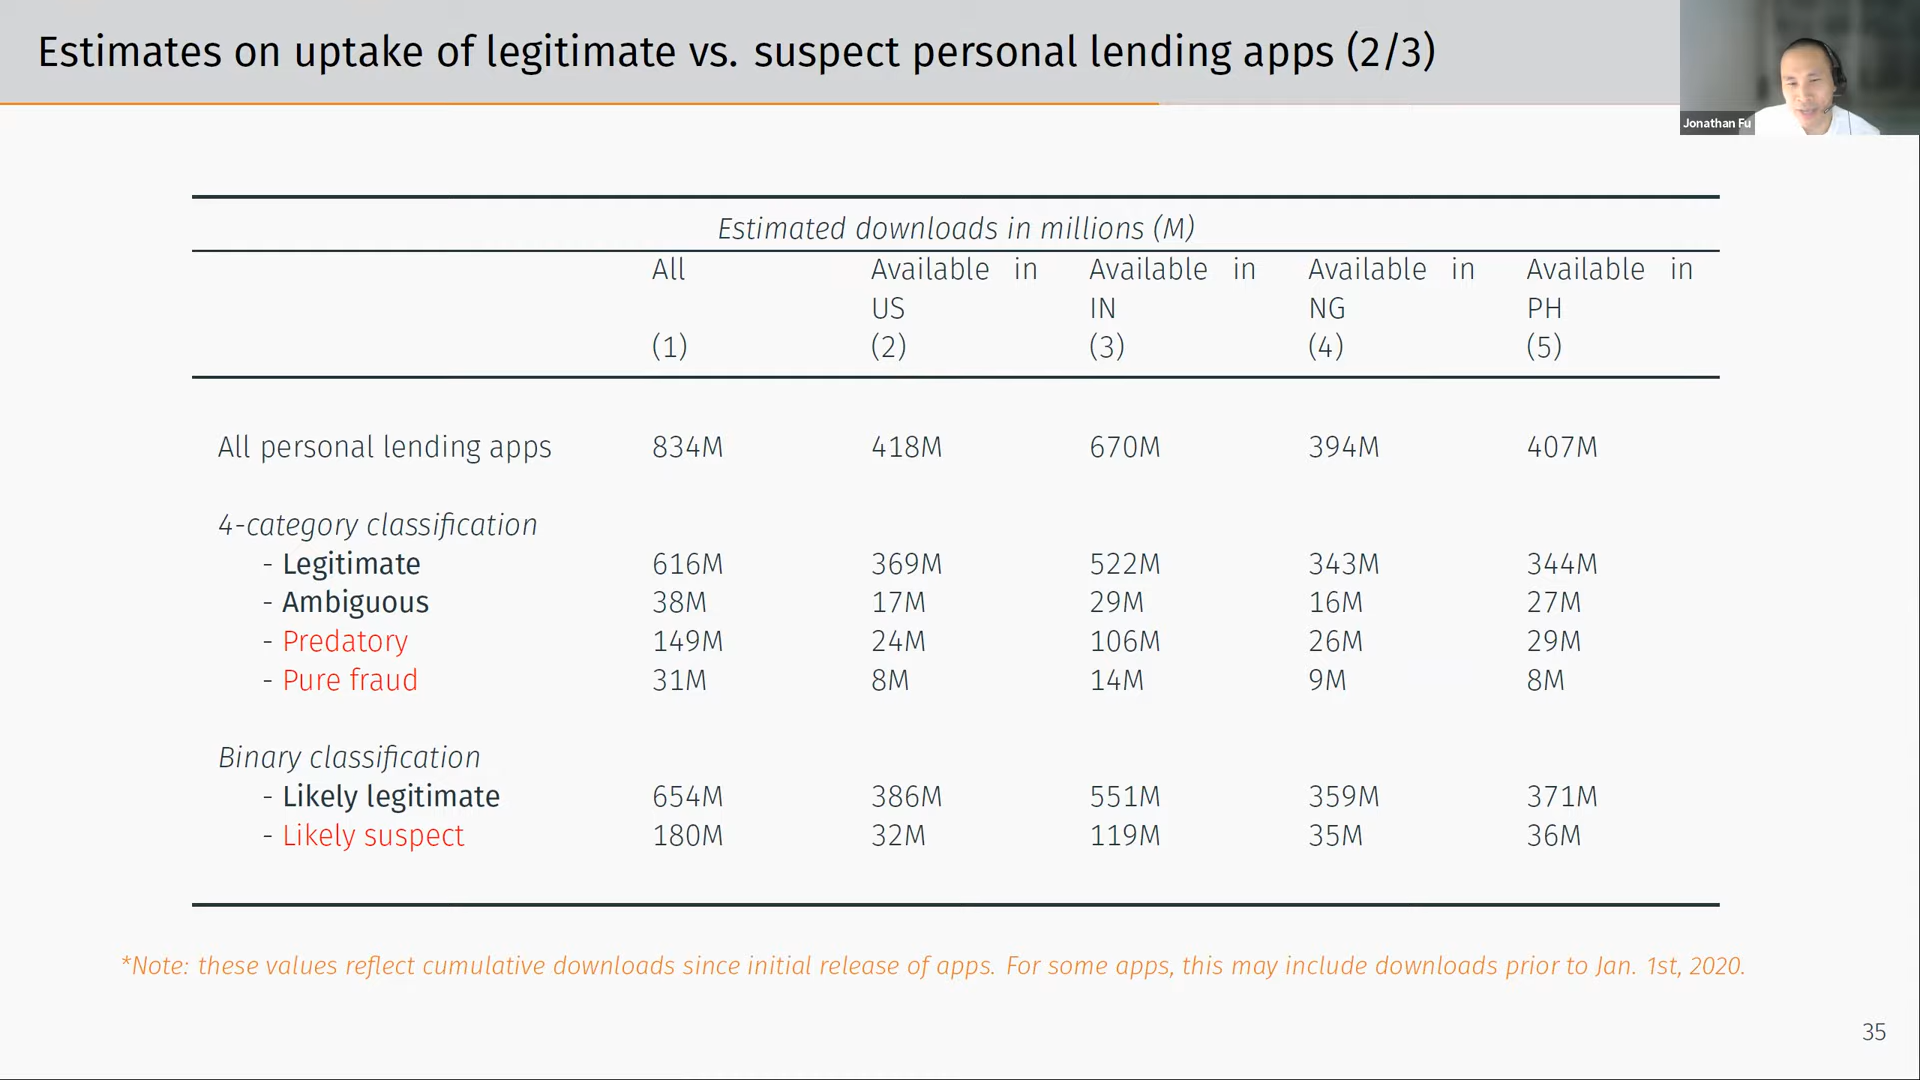 Estimates on uptake of legitimate vs. suspect personal lending apps (2/3)
Jonathan Fu
Estimated downloads in millions (M)
All Available in Available in Available in Available in
US IN NG PH
(1) (2) (3) (4) (5)
All personal lending apps 834M 418M 670M 394M 407M
4-category classification
- Legitimate 616M 369M 522M 343M 344M
- Ambiguous 38M 17M 29M 16M 27M
- Predatory 149M 24M 106M 26M 29M
- Pure fraud 31M 8M 14M 9M 8M
Binary classification
- Likely legitimate 654M 386M 551M 359M 371M
- Likely suspect 180M 32M 119M 35M 36M
*Note: these values reflect cumulative downloads since initial release of apps. For some apps, this may include downloads prior to Jan. 1st, 2020.
35